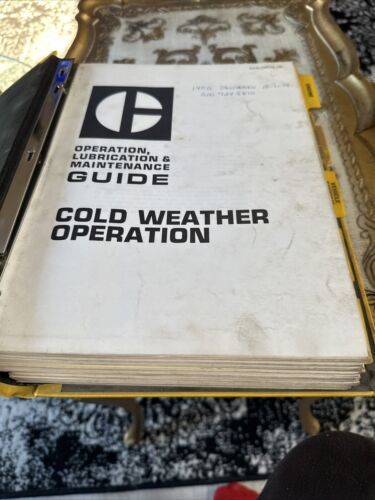 OPERATION,
LUBRICATION &
MAINTENANCE
GUIDE
COLD WEATHER
OPERATION